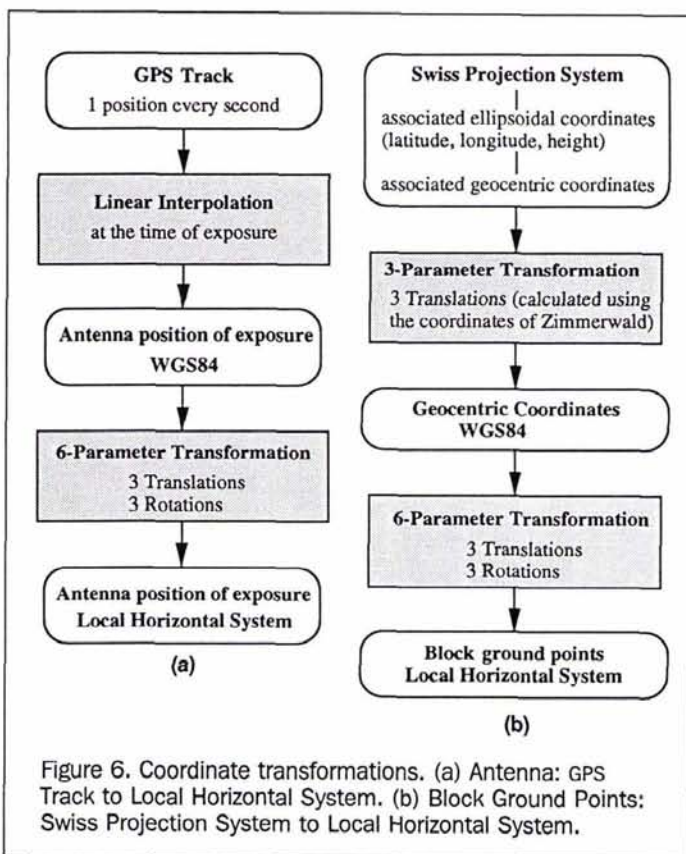 GPS Track
1 position every second
Linear Interpolation
at the time of exposure
Antenna position of exposure
WGS84
6-Parameter Transformation
3 Translations
3 Rotations
Antenna position of exposure
Local Horizontal System
(a)
Swiss Projection System
associated ellipsoidal coordinates
(latitude, longitude, height)
associated geocentric coordinates
3-Parameter Transformation
3 Translations (calculated using
the coordinates of Zimmerwald)
Geocentric Coordinates
WGS84
6-Parameter Transformation
3 Translations
3 Rotations
Block ground points
Local Horizontal System
(b)
Figure 6. Coordinate transformations. (a) Antenna: GPS
Track to Local Horizontal System. (b) Block Ground Points:
Swiss Projection System to Local Horizontal System.